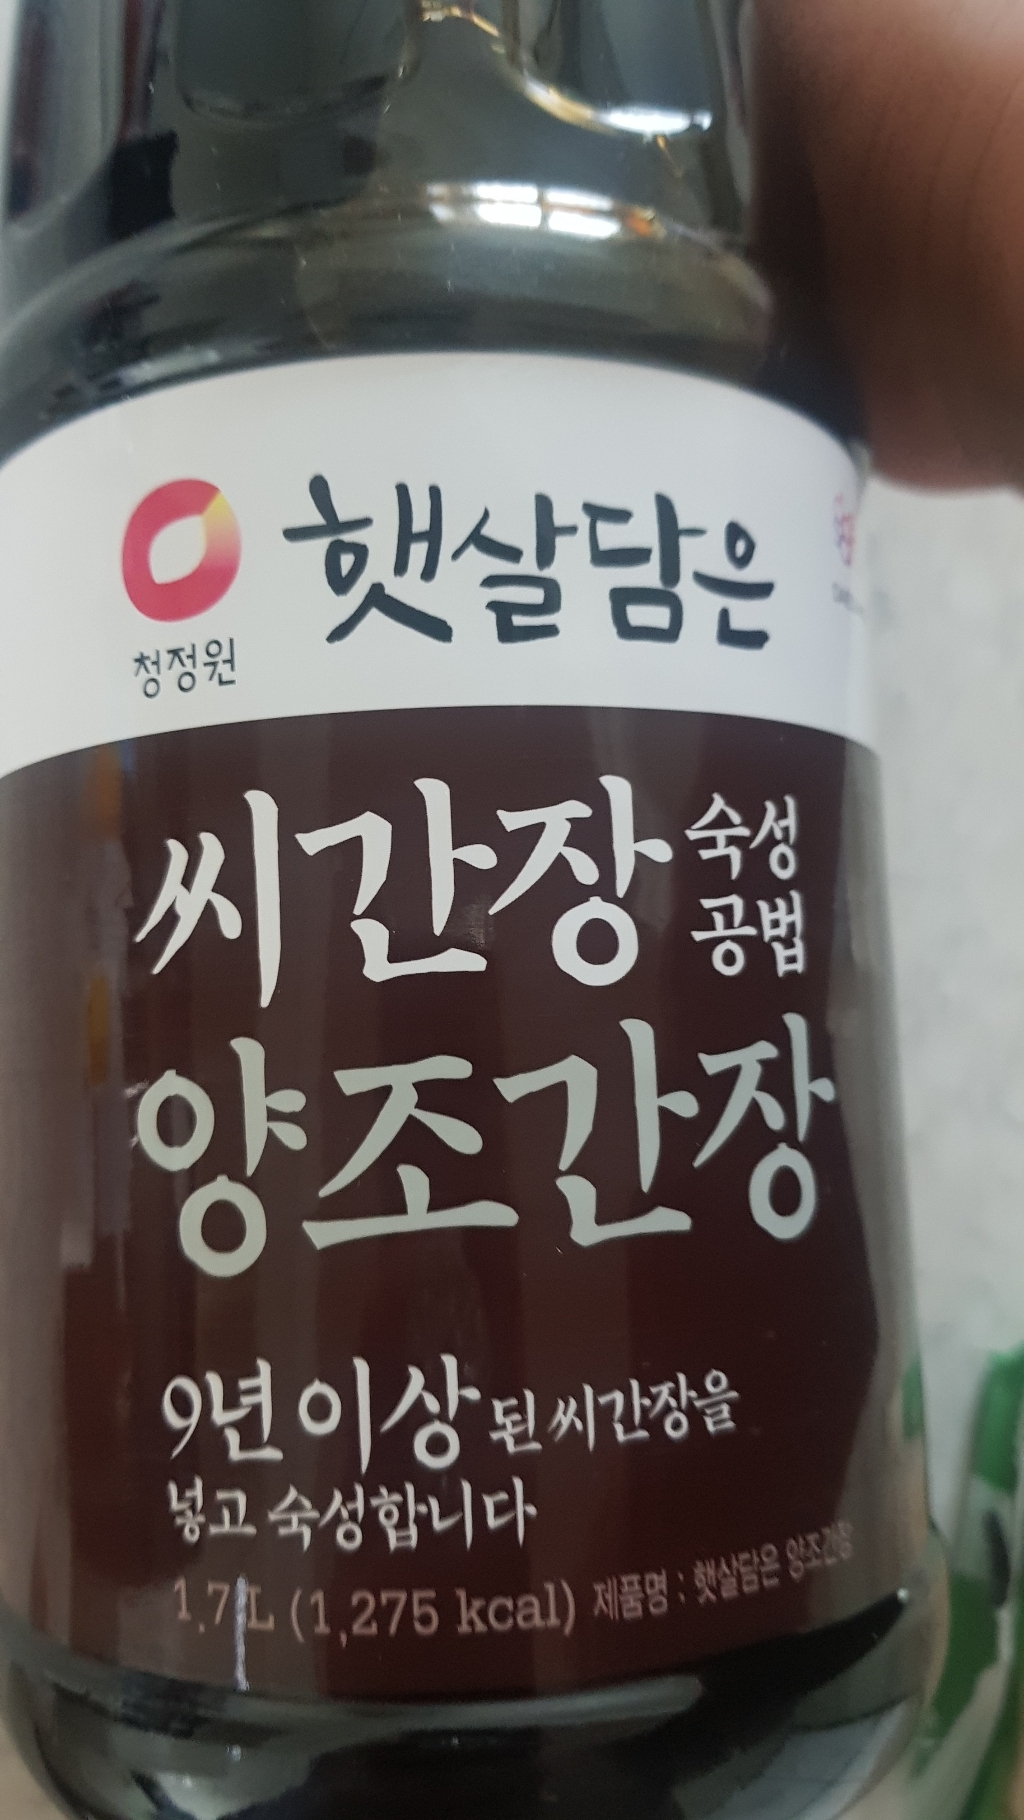 햇살담은
청정원
씨간장 숙성
공법
양조간장
9년 이상 된 씨간장을
넣고 숙성합니다
1.7L (1,275 kcal) 제품명 : 햇살담은 양조간장